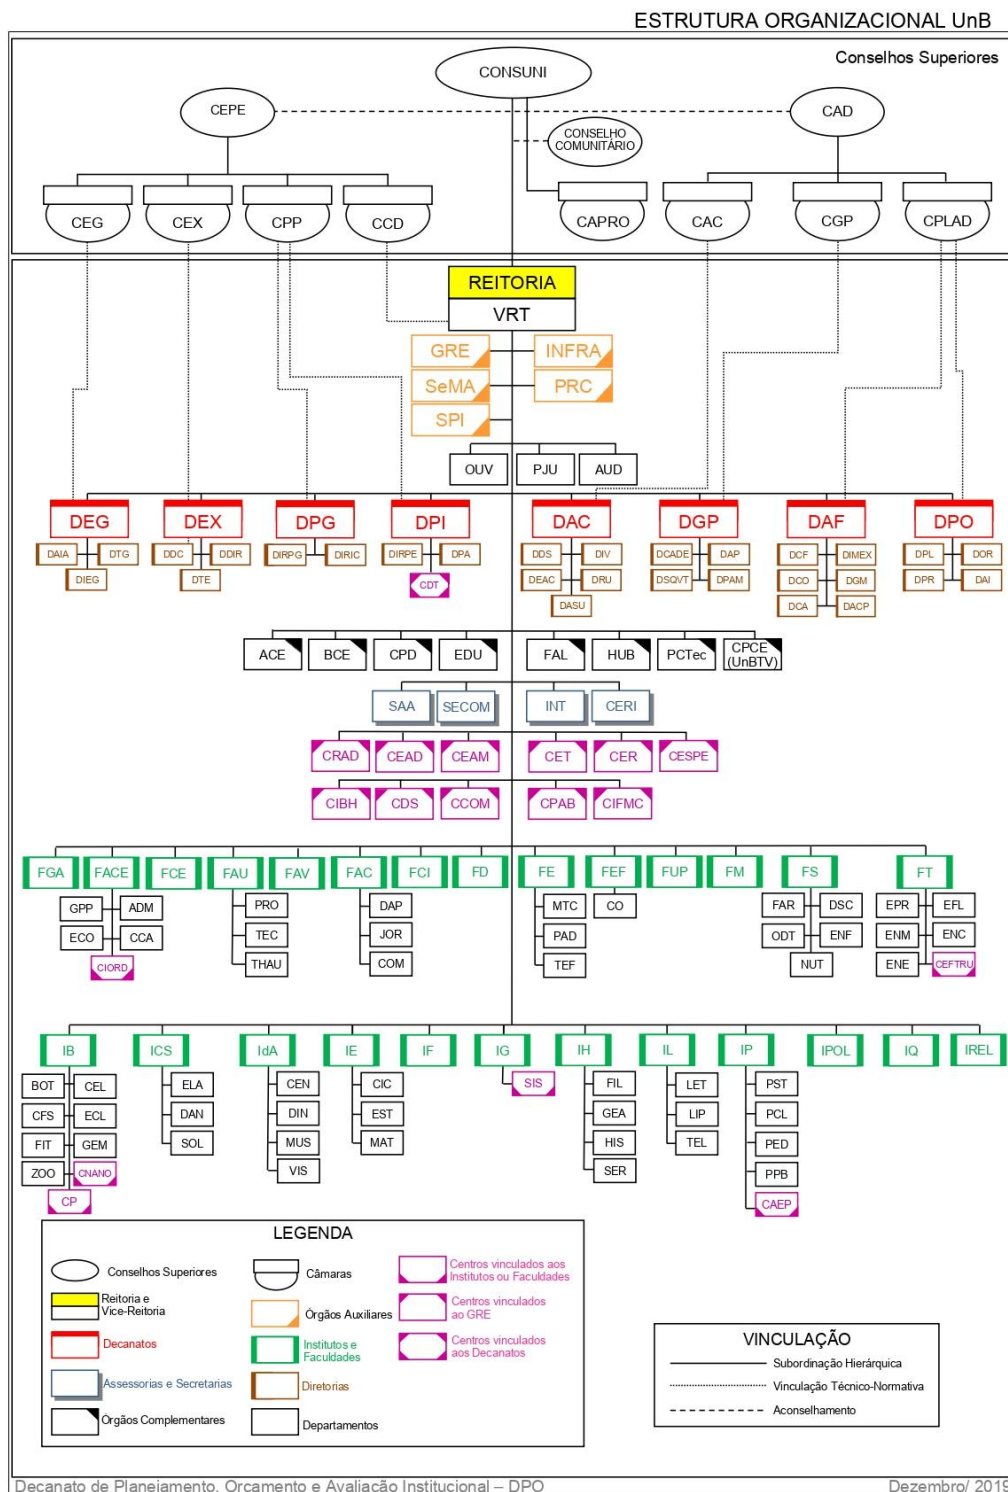 ESTRUTURA ORGANIZACIONAL UnB
Conselhos Superiores
CONSUNI
CEPE
CAD
CONSELHO
COMUNITÁRIO
CEG
CEX
CPP
CCD
CAPRO
CAC
CGP
CPLAD
REITORIA
VRT
GRE
INFRA
SeMA
PRC
SPI
OUV
PJU
AUD
DEG
DEX
DPG
DPI
DAC
DGP
DAF
DPO
DAIA
DTG
DDC
DDIR
DIRPG
DIRIC
DIRPE
DPA
DDS
DIV
DCADE
DAP
DCF
DIMEX
DPL
DOR
DIEG
DTE
CDT
DEAC
DRU
DSQVT
DPAM
DCO
DGM
DPR
DAI
DASU
DCA
DACP
ACE
BCE
CPD
EDU
FAL
HUB
PCTec
CPCE
(UnBTV)
SAA
SECOM
INT
CERI
CRAD
CEAD
CEAM
CET
CER
CESPE
CIBH
CDS
CCOM
CPAB
CIFMC
FGA
FACE
FCE
FAU
FAV
FAC
FCI
FD
FE
FEF
FUP
FM
FS
FT
GPP
ADM
PRO
DAP
MTC
CO
FAR
DSC
EPR
EFL
ECO
CCA
TEC
JOR
PAD
ODT
ENF
ENM
ENC
CIORD
THAU
COM
TEF
NUT
ENE
CEFTRU
IB
ICS
IdA
IE
IF
IG
IH
IL
IP
IPOL
IQ
IREL
BOT
CEL
ELA
CEN
CIC
SIS
FIL
LET
PST
CFS
ECL
DAN
DIN
EST
GEA
LIP
PCL
FIT
GEM
SOL
MUS
MAT
HIS
TEL
PED
ZOO
CNANO
VIS
SER
PPB
CP
CAEP
LEGENDA
Conselhos Superiores
Reitoria e
Vice-Reitoria
Decanatos
Assessorias e Secretarias
Órgãos Complementares
Câmaras
Órgãos Auxiliares
Institutos e
Faculdades
Diretorias
Departamentos
Centros vinculados aos
Institutos ou Faculdades
Centros vinculados
ao GRE
Centros vinculados
aos Decanatos
VINCULAÇÃO
Subordinação Hierárquica
Vinculação Técnico-Normativa
Aconselhamento
Decanato de Planejamento, Orçamento e Avaliação Institucional – DPO
Dezembro/ 2019